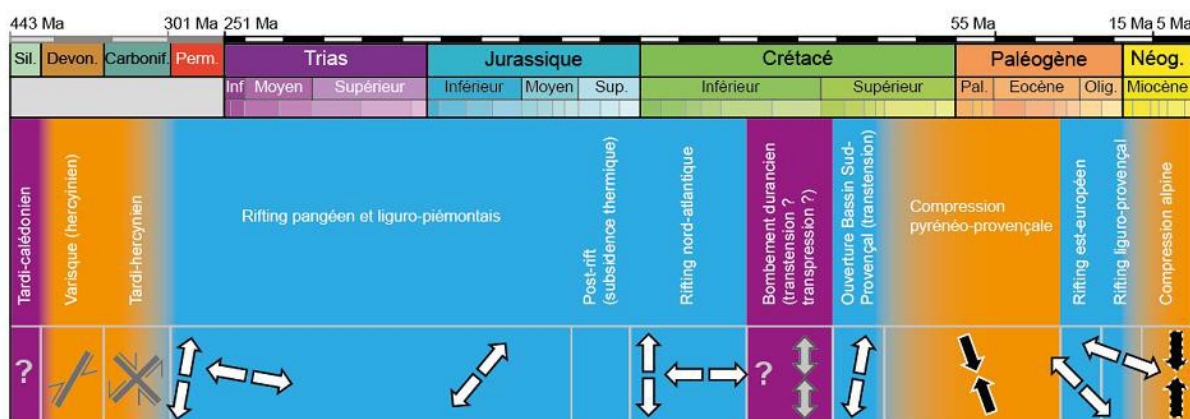 443 Ma 301 Ma 251 Ma 55 Ma 15 Ma 5 Ma
Sil. Devon. Carbonif. Perm. Trias Jurassique Crétacé Paléogène Néog.
Inf Moyen Supérieur Inférieur Moyen Sup. Inférieur Supérieur Pal. Eocène Olig. Miocène
Tardi-calédonien
Varisque (hercyinien)
Tardi-hercynien
Rifting pangéen et liguro-piémontais
Post-rift
(subsidence thermique)
Rifting nord-atlantique
Bombement durancien
(transtension ?
transpression ?)
Ouverture Bassin Sud-
Provençal (transtension)
Compression
pyrénéo-provençale
Rifting est-européen
Rifting liguro-provençal
Compression alpine
?
?